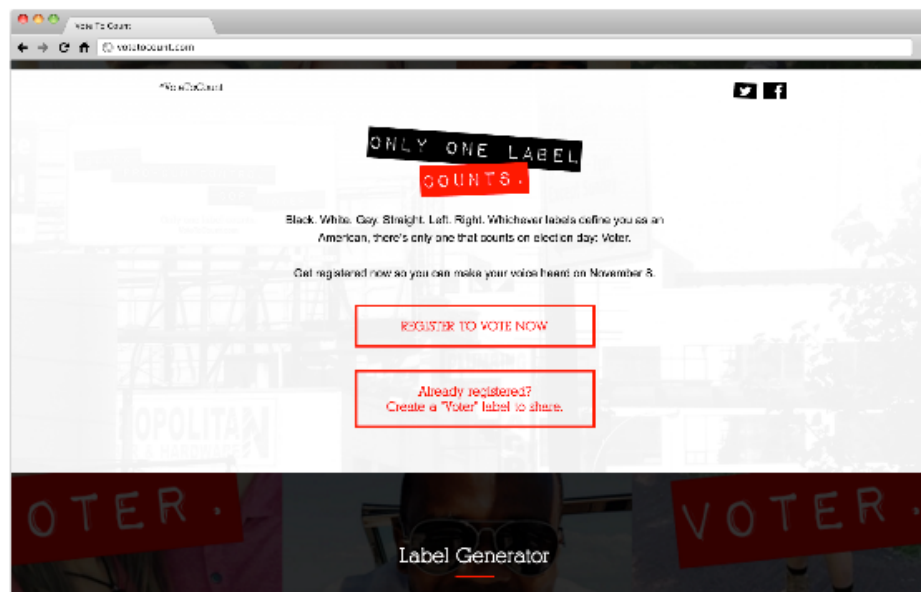 Vote To Count
votetocount.com
#VoteToCount
ONLY ONE LABEL
COUNTS.
Black. White. Gay. Straight. Left. Right. Whichever labels define you as an
American, there's only one that counts on election day: Voter.
Get registered now so you can make your voice heard on November 8.
REGISTER TO VOTE NOW
Already registered?
Create a "Voter" label to share.
OPOLITAN
& HARDWARE
OTER.
VOTER.
Label Generator